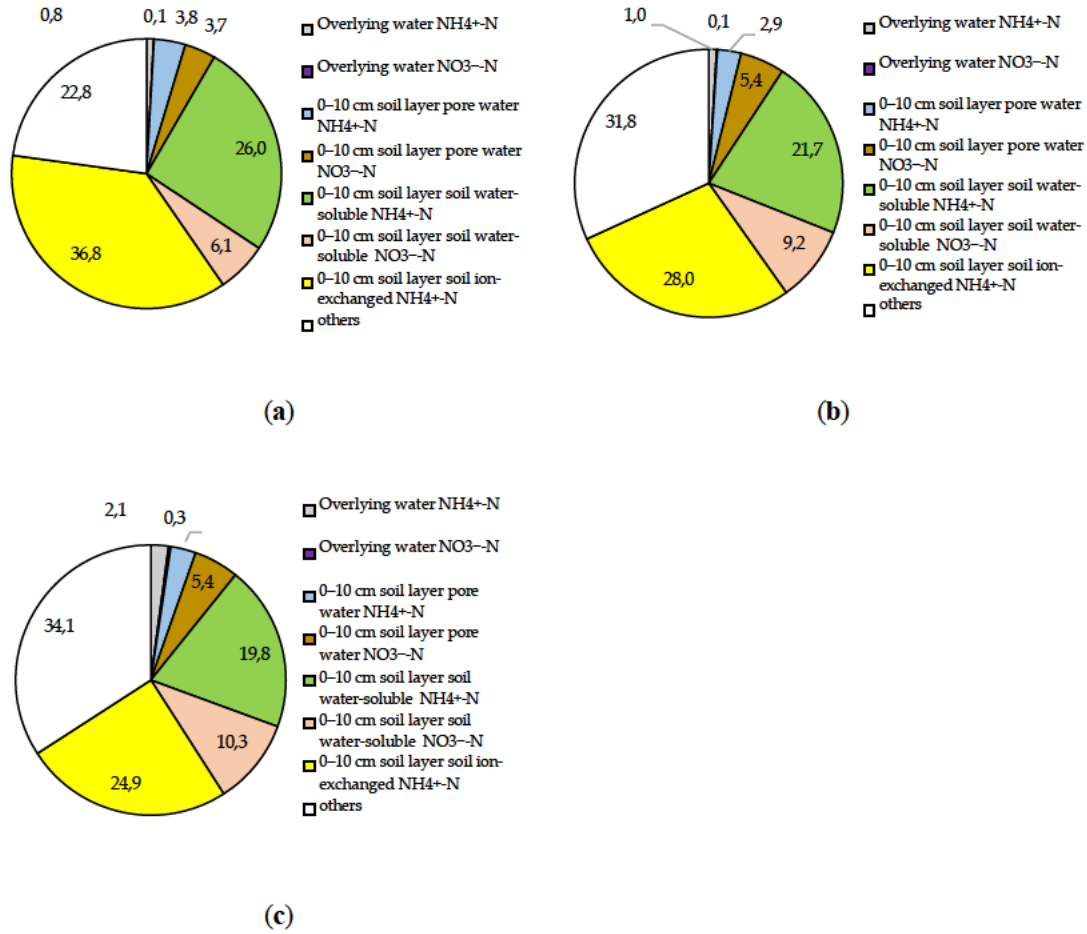 0,8
0,1
3,8
3,7
22,8
26,0
36,8
6,1
Overlying water NH4+-N
Overlying water NO3−-N
0–10 cm soil layer pore water
NH4+-N
0–10 cm soil layer pore water
NO3−-N
0–10 cm soil layer soil water-
soluble NH4+-N
0–10 cm soil layer soil water-
soluble NO3−-N
0–10 cm soil layer soil ion-
exchanged NH4+-N
others
(a)
1,0
0,1
2,9
5,4
31,8
21,7
9,2
28,0
Overlying water NH4+-N
Overlying water NO3−-N
0–10 cm soil layer pore water
NH4+-N
0–10 cm soil layer pore water
NO3−-N
0–10 cm soil layer soil water-
soluble NH4+-N
0–10 cm soil layer soil water-
soluble NO3−-N
0–10 cm soil layer soil ion-
exchanged NH4+-N
others
(b)
2,1
0,3
5,4
34,1
19,8
10,3
24,9
Overlying water NH4+-N
Overlying water NO3−-N
0–10 cm soil layer pore
water NH4+-N
0–10 cm soil layer pore
water NO3−-N
0–10 cm soil layer soil
water-soluble NH4+-N
0–10 cm soil layer soil
water-soluble NO3−-N
0–10 cm soil layer soil ion-
exchanged NH4+-N
others
(c)